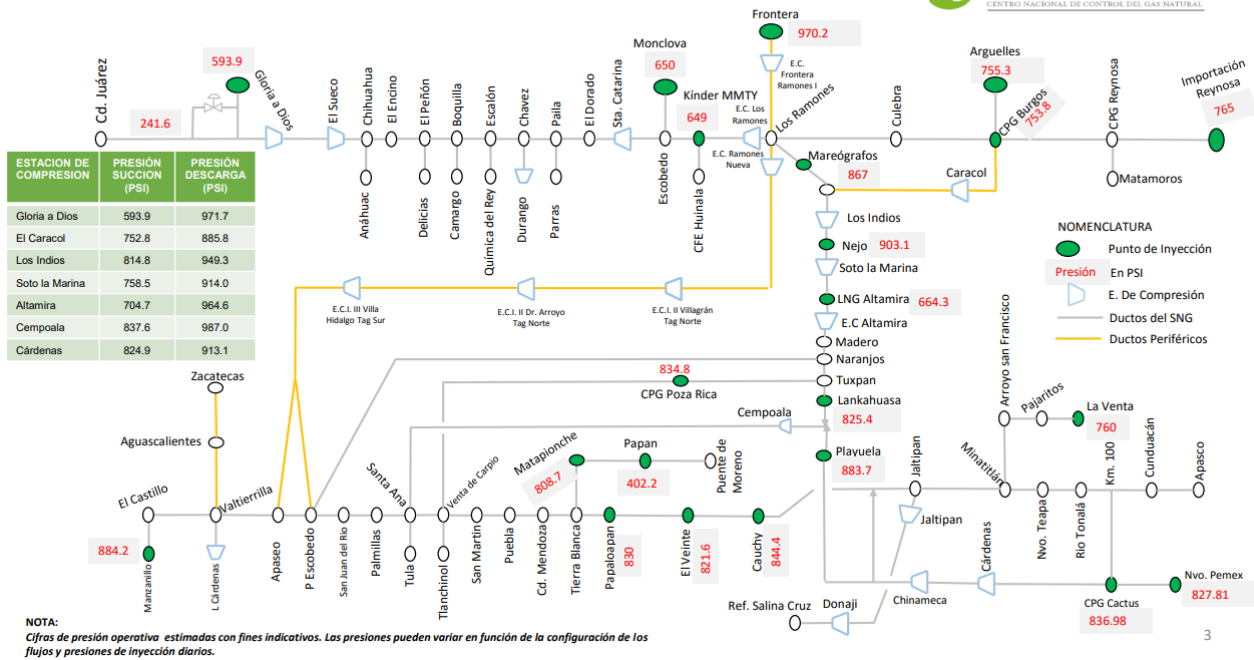 CENTRO NACIONAL DE CONTROL DEL GAS NATURAL
Frontera
970.2
Monclova
650
593.9
Arguelles
755.3
Importación
Reynosa
765
Cd. Juárez
241.6
Gloria a Dios
El Sueco
Chihuahua
El Encino
El Peñón
Boquilla
Escalón
Chavez
Paila
El Dorado
Sta. Catarina
Kínder MMTY
649
E.C. Los
Ramones
E.C.
Frontera
Ramones I
Los Ramones
E.C. Ramones
Nueva
Culebra
CPG Burgos
753.8
CPG Reynosa
Matamoros
Mareógrafos
867
Caracol
Anáhuac
Delicias
Camargo
Química del Rey
Durango
Parras
Escobedo
CFE Huinala
ESTACION DE
COMPRESION
PRESIÓN
SUCCION
(PSI)
PRESIÓN
DESCARGA
(PSI)
Gloria a Dios 593.9 971.7
El Caracol 752.8 885.8
Los Indios 814.8 949.3
Soto la Marina 758.5 914.0
Altamira 704.7 964.6
Cempoala 837.6 987.0
Cárdenas 824.9 913.1
Los Indios
Nejo 903.1
Soto la Marina
LNG Altamira 664.3
E.C Altamira
Madero
Naranjos
Tuxpan
Lankahuasa
825.4
Playuela
883.7
NOMENCLATURA
Punto de Inyección
Presión En PSI
E. De Compresión
Ductos del SNG
Ductos Periféricos
E.C.I. III Villa
Hidalgo Tag Sur
E.C.I. II Dr. Arroyo
Tag Norte
E.C.I. II Villagrán
Tag Norte
834.8
CPG Poza Rica
Cempoala
Zacatecas
Aguascalientes
Valtierrilla
El Castillo
884.2
Manzanillo
L Cárdenas
Apaseo
P Escobedo
San Juan del Rio
Palmillas
Santa Ana
Tula
Venta de Carpio
Tlanchinol
San Martin
Puebla
Cd. Mendoza
Tierra Blanca
Matapionche
808.7
Papan
402.2
Puente de
Moreno
Papaloapan
830
El Veinte
821.6
Cauchy
844.4
Arroyo san Francisco
Pajaritos
La Venta
760
Jaltipan
Minatitlán
Nvo. Teapa
Rio Tonalá
Km. 100
Cunduacán
Apasco
Jaltipan
Cárdenas
Chinameca
Donaji
Ref. Salina Cruz
CPG Cactus
836.98
Nvo. Pemex
827.81
NOTA:
Cifras de presión operativa estimadas con fines indicativos. Las presiones pueden variar en función de la configuración de los
flujos y presiones de inyección diarios.
3